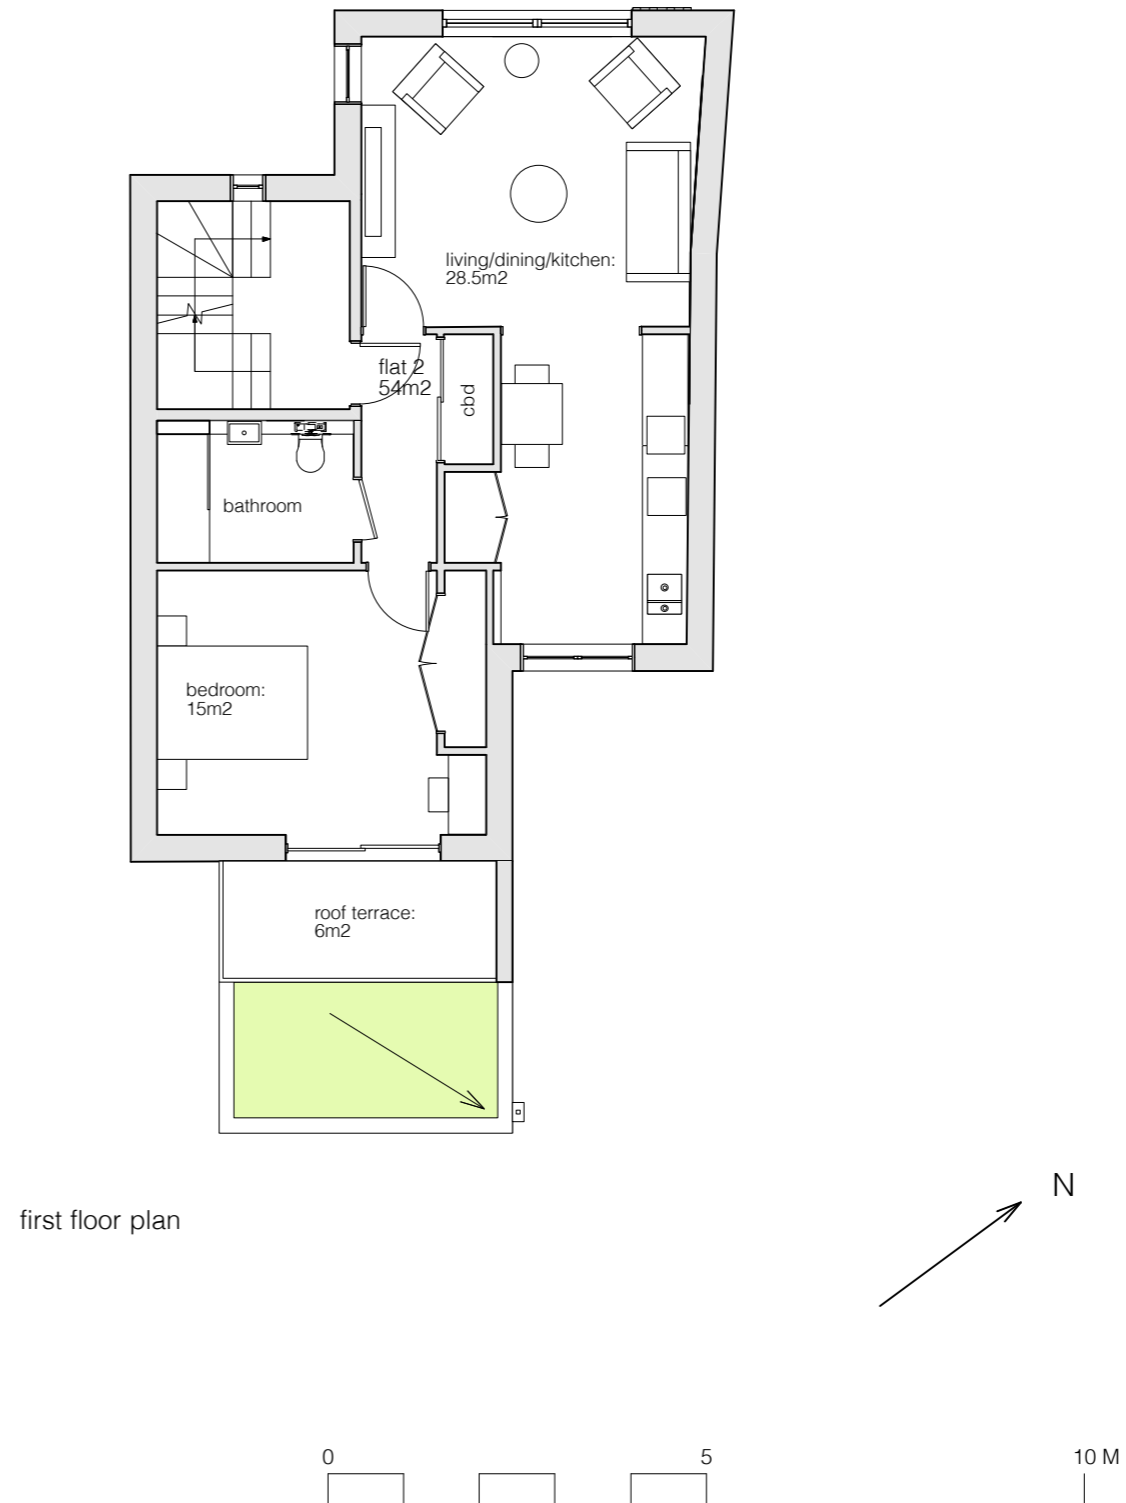 living/dining/kitchen:
28.5m2
flat 2
54m2
cbd
bathroom
bedroom:
15m2
roof terrace:
6m2
N
first floor plan
0
5
10 M